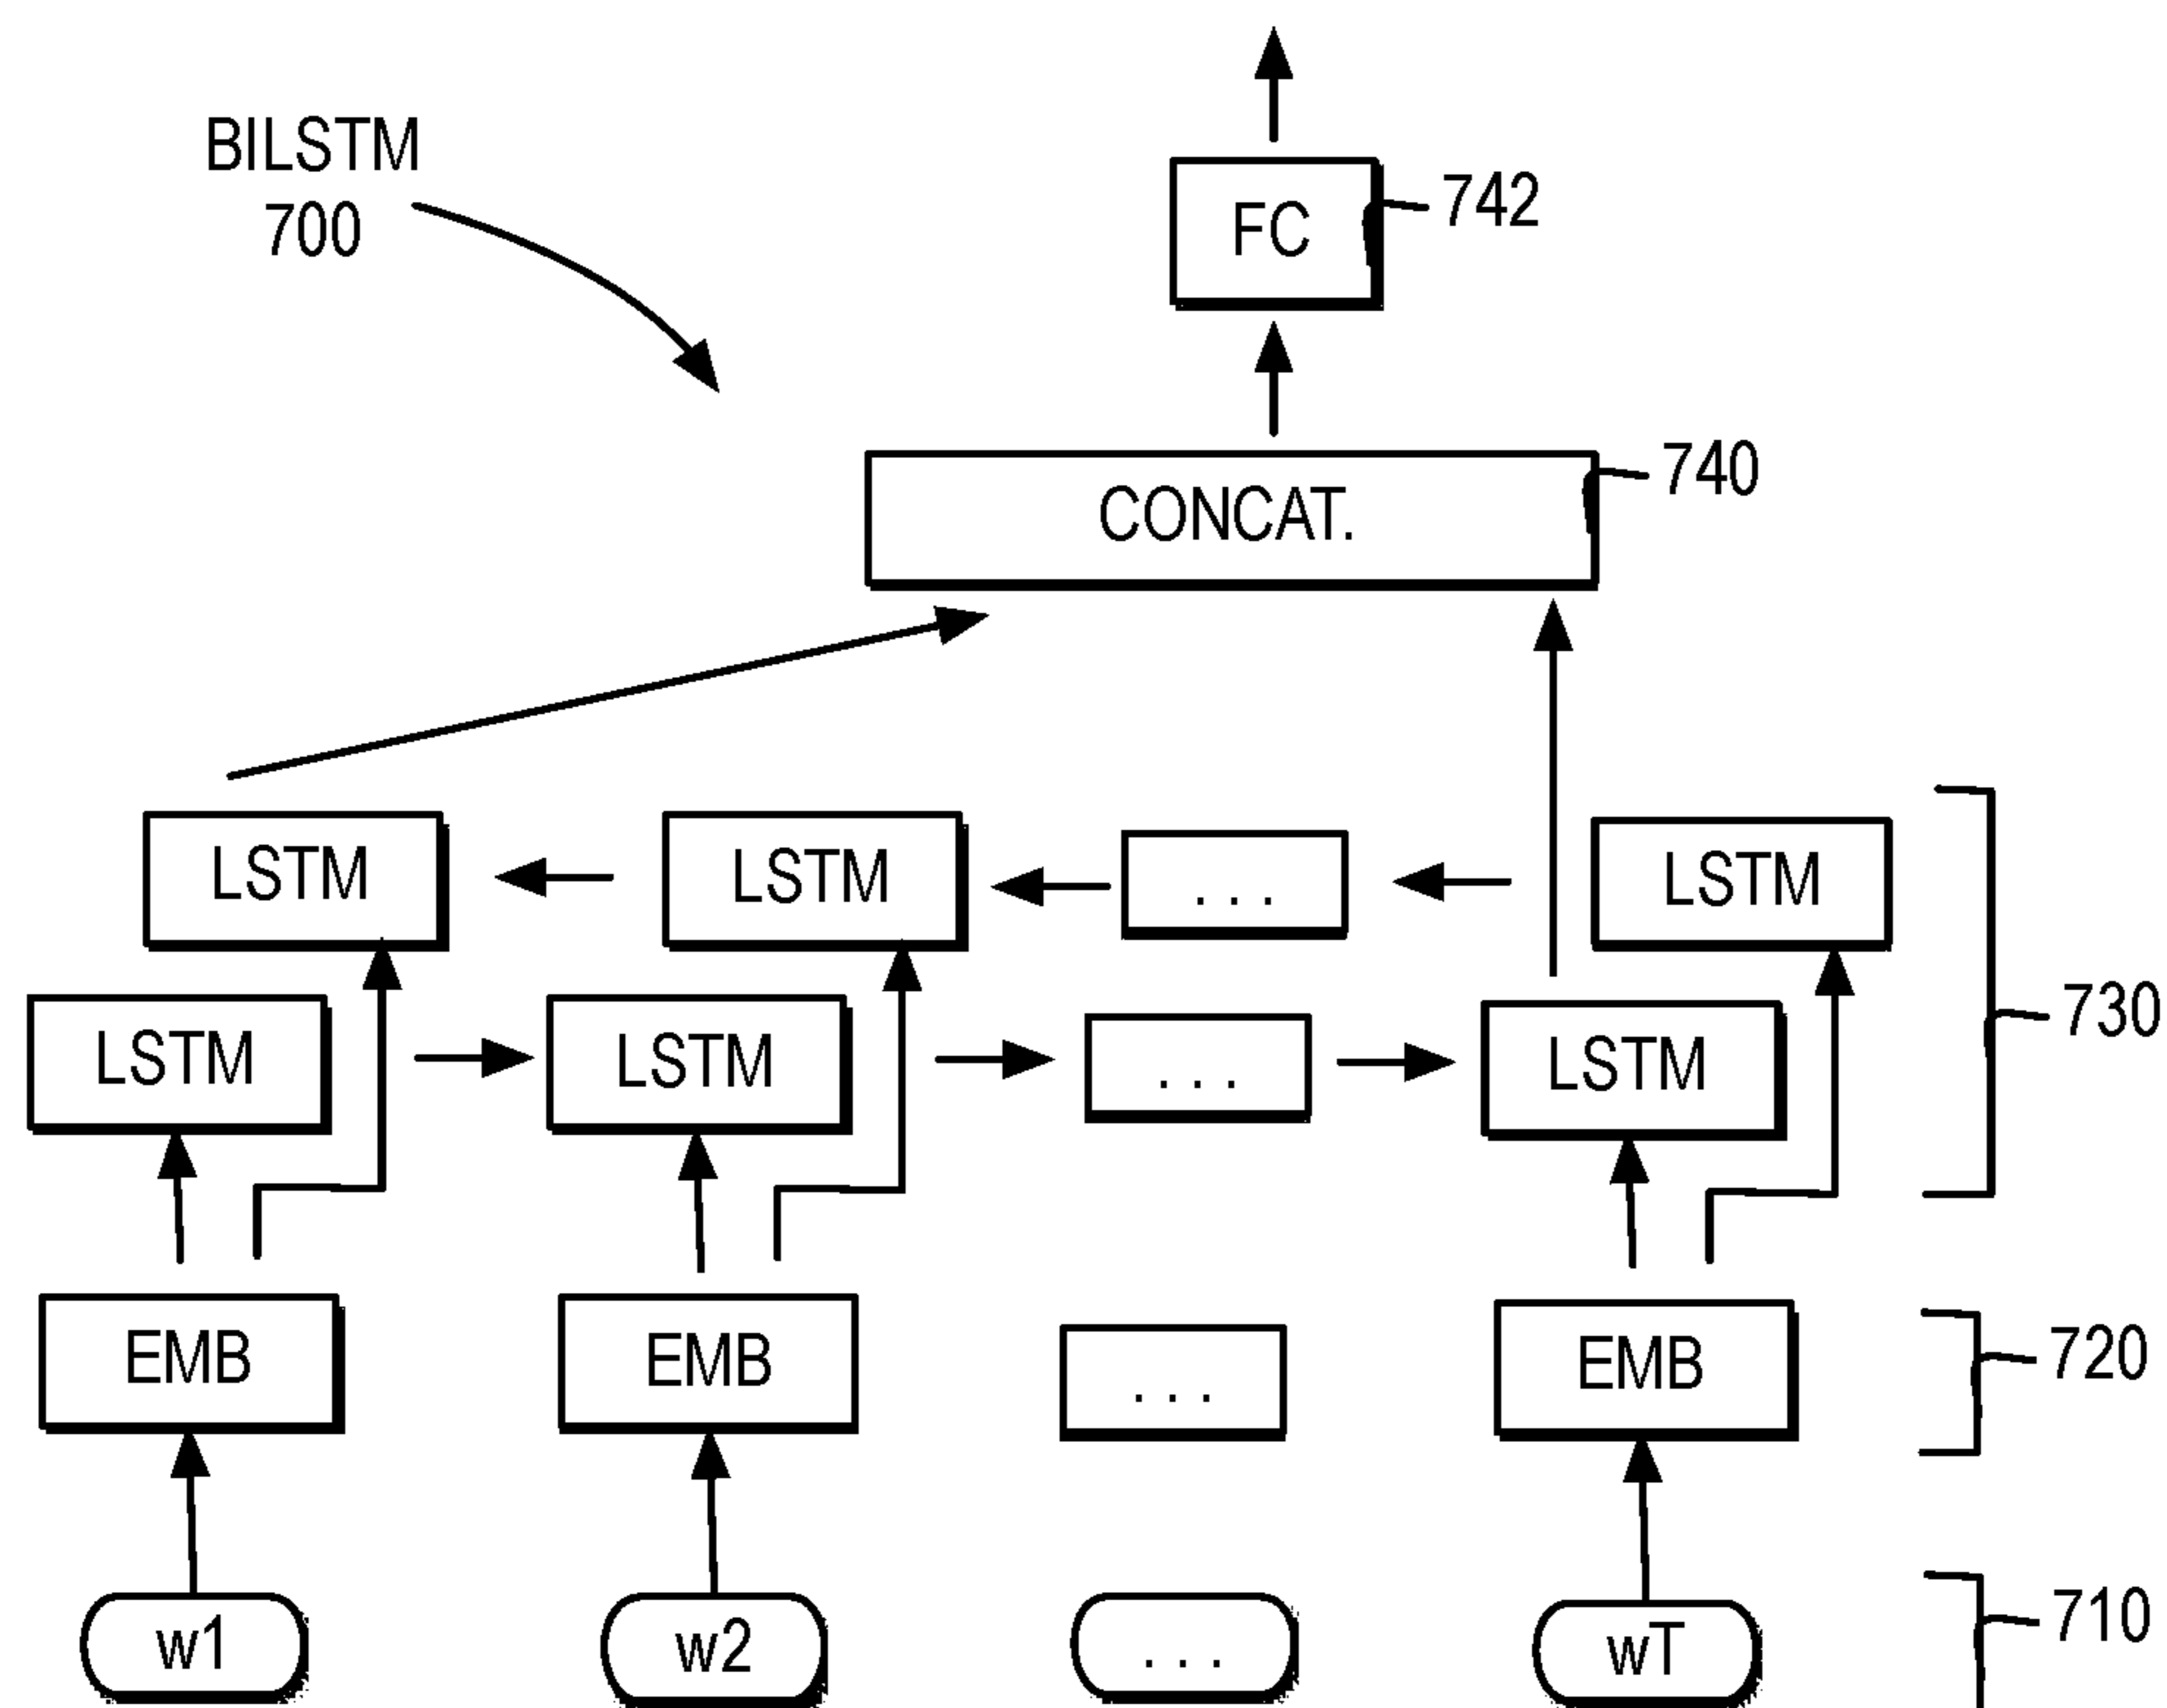 BILSTM
700
FC
742
CONCAT.
740
LSTM LSTM . . . LSTM
LSTM LSTM . . . LSTM
730
EMB EMB . . . EMB
720
w1 w2 . . . wT
710